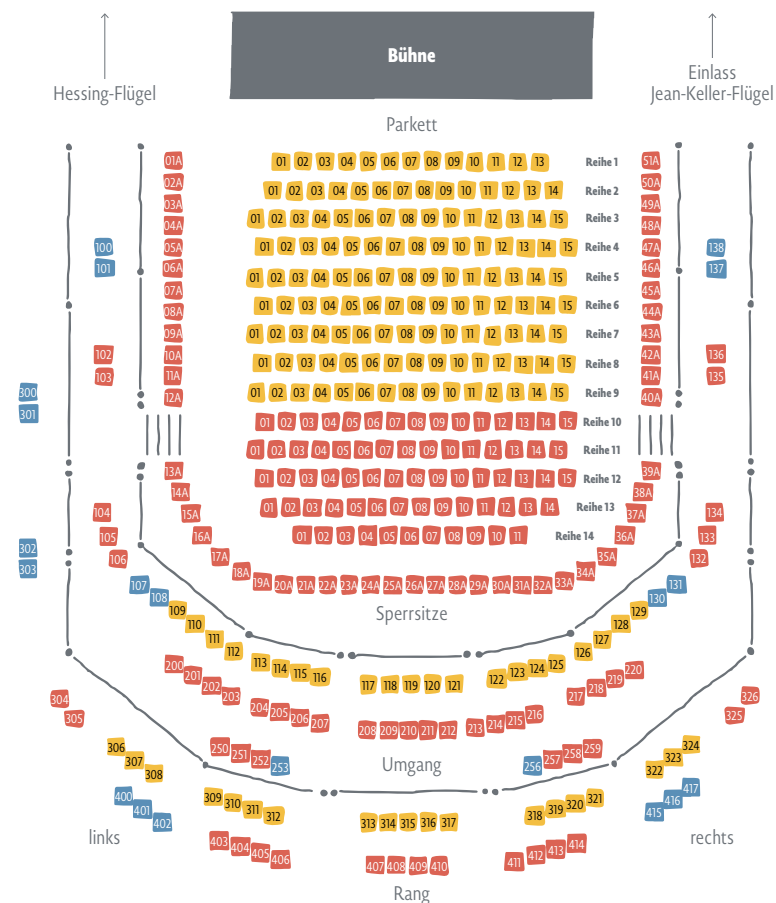 Bühne
Hessing-Flügel
Einlass
Jean-Keller-Flügel
Parkett
01A 01 02 03 04 05 06 07 08 09 10 11 12 13 Reihe 1 51A
02A 01 02 03 04 05 06 07 08 09 10 11 12 13 14 Reihe 2 50A
03A 49A
01 02 03 04 05 06 07 08 09 10 11 12 13 14 15 Reihe 3
04A 48A
100 05A 01 02 03 04 05 06 07 08 09 10 11 12 13 14 15 Reihe 4 47A 138
101 06A 46A 137
01 02 03 04 05 06 07 08 09 10 11 12 13 14 15 Reihe 5
07A 45A
01 02 03 04 05 06 07 08 09 10 11 12 13 14 15 Reihe 6
08A 44A
09A 01 02 03 04 05 06 07 08 09 10 11 12 13 14 15 Reihe 7 43A
102 10A 42A 136
01 02 03 04 05 06 07 08 09 10 11 12 13 14 15 Reihe 8
103 11A 41A 135
300 12A 01 02 03 04 05 06 07 08 09 10 11 12 13 14 15 Reihe 9 40A
301
01 02 03 04 05 06 07 08 09 10 11 12 13 14 15 Reihe 10
01 02 03 04 05 06 07 08 09 10 11 12 13 14 15 Reihe 11
13A 39A
01 02 03 04 05 06 07 08 09 10 11 12 13 14 15 Reihe 12
14A 38A
01 02 03 04 05 06 07 08 09 10 11 12 13 14 Reihe 13
104 15A 37A 134
105 16A 01 02 03 04 05 06 07 08 09 10 11 Reihe 14 36A 133
302 106 17A 35A 132
303 18A 34A
19A 20A 21A 22A 23A 24A 25A 26A 27A 28A 29A 30A 31A 32A 33A
107 108 109 110 111 112 113 114 115 116 117 118 119 120 121 122 123 124 125 126 127 128 129 130 131
Sperrsitze
200 201 202 203 204 205 206 207 208 209 210 211 212 213 214 215 216 217 218 219 220
250 251 252 253 256 257 258 259
Umgang
304 305 306 307 308 309 310 311 312 313 314 315 316 317 318 319 320 321 322 323 324 325 326
400 401 402 403 404 405 406 407 408 409 410 411 412 413 414 415 416 417
links
rechts
Rang